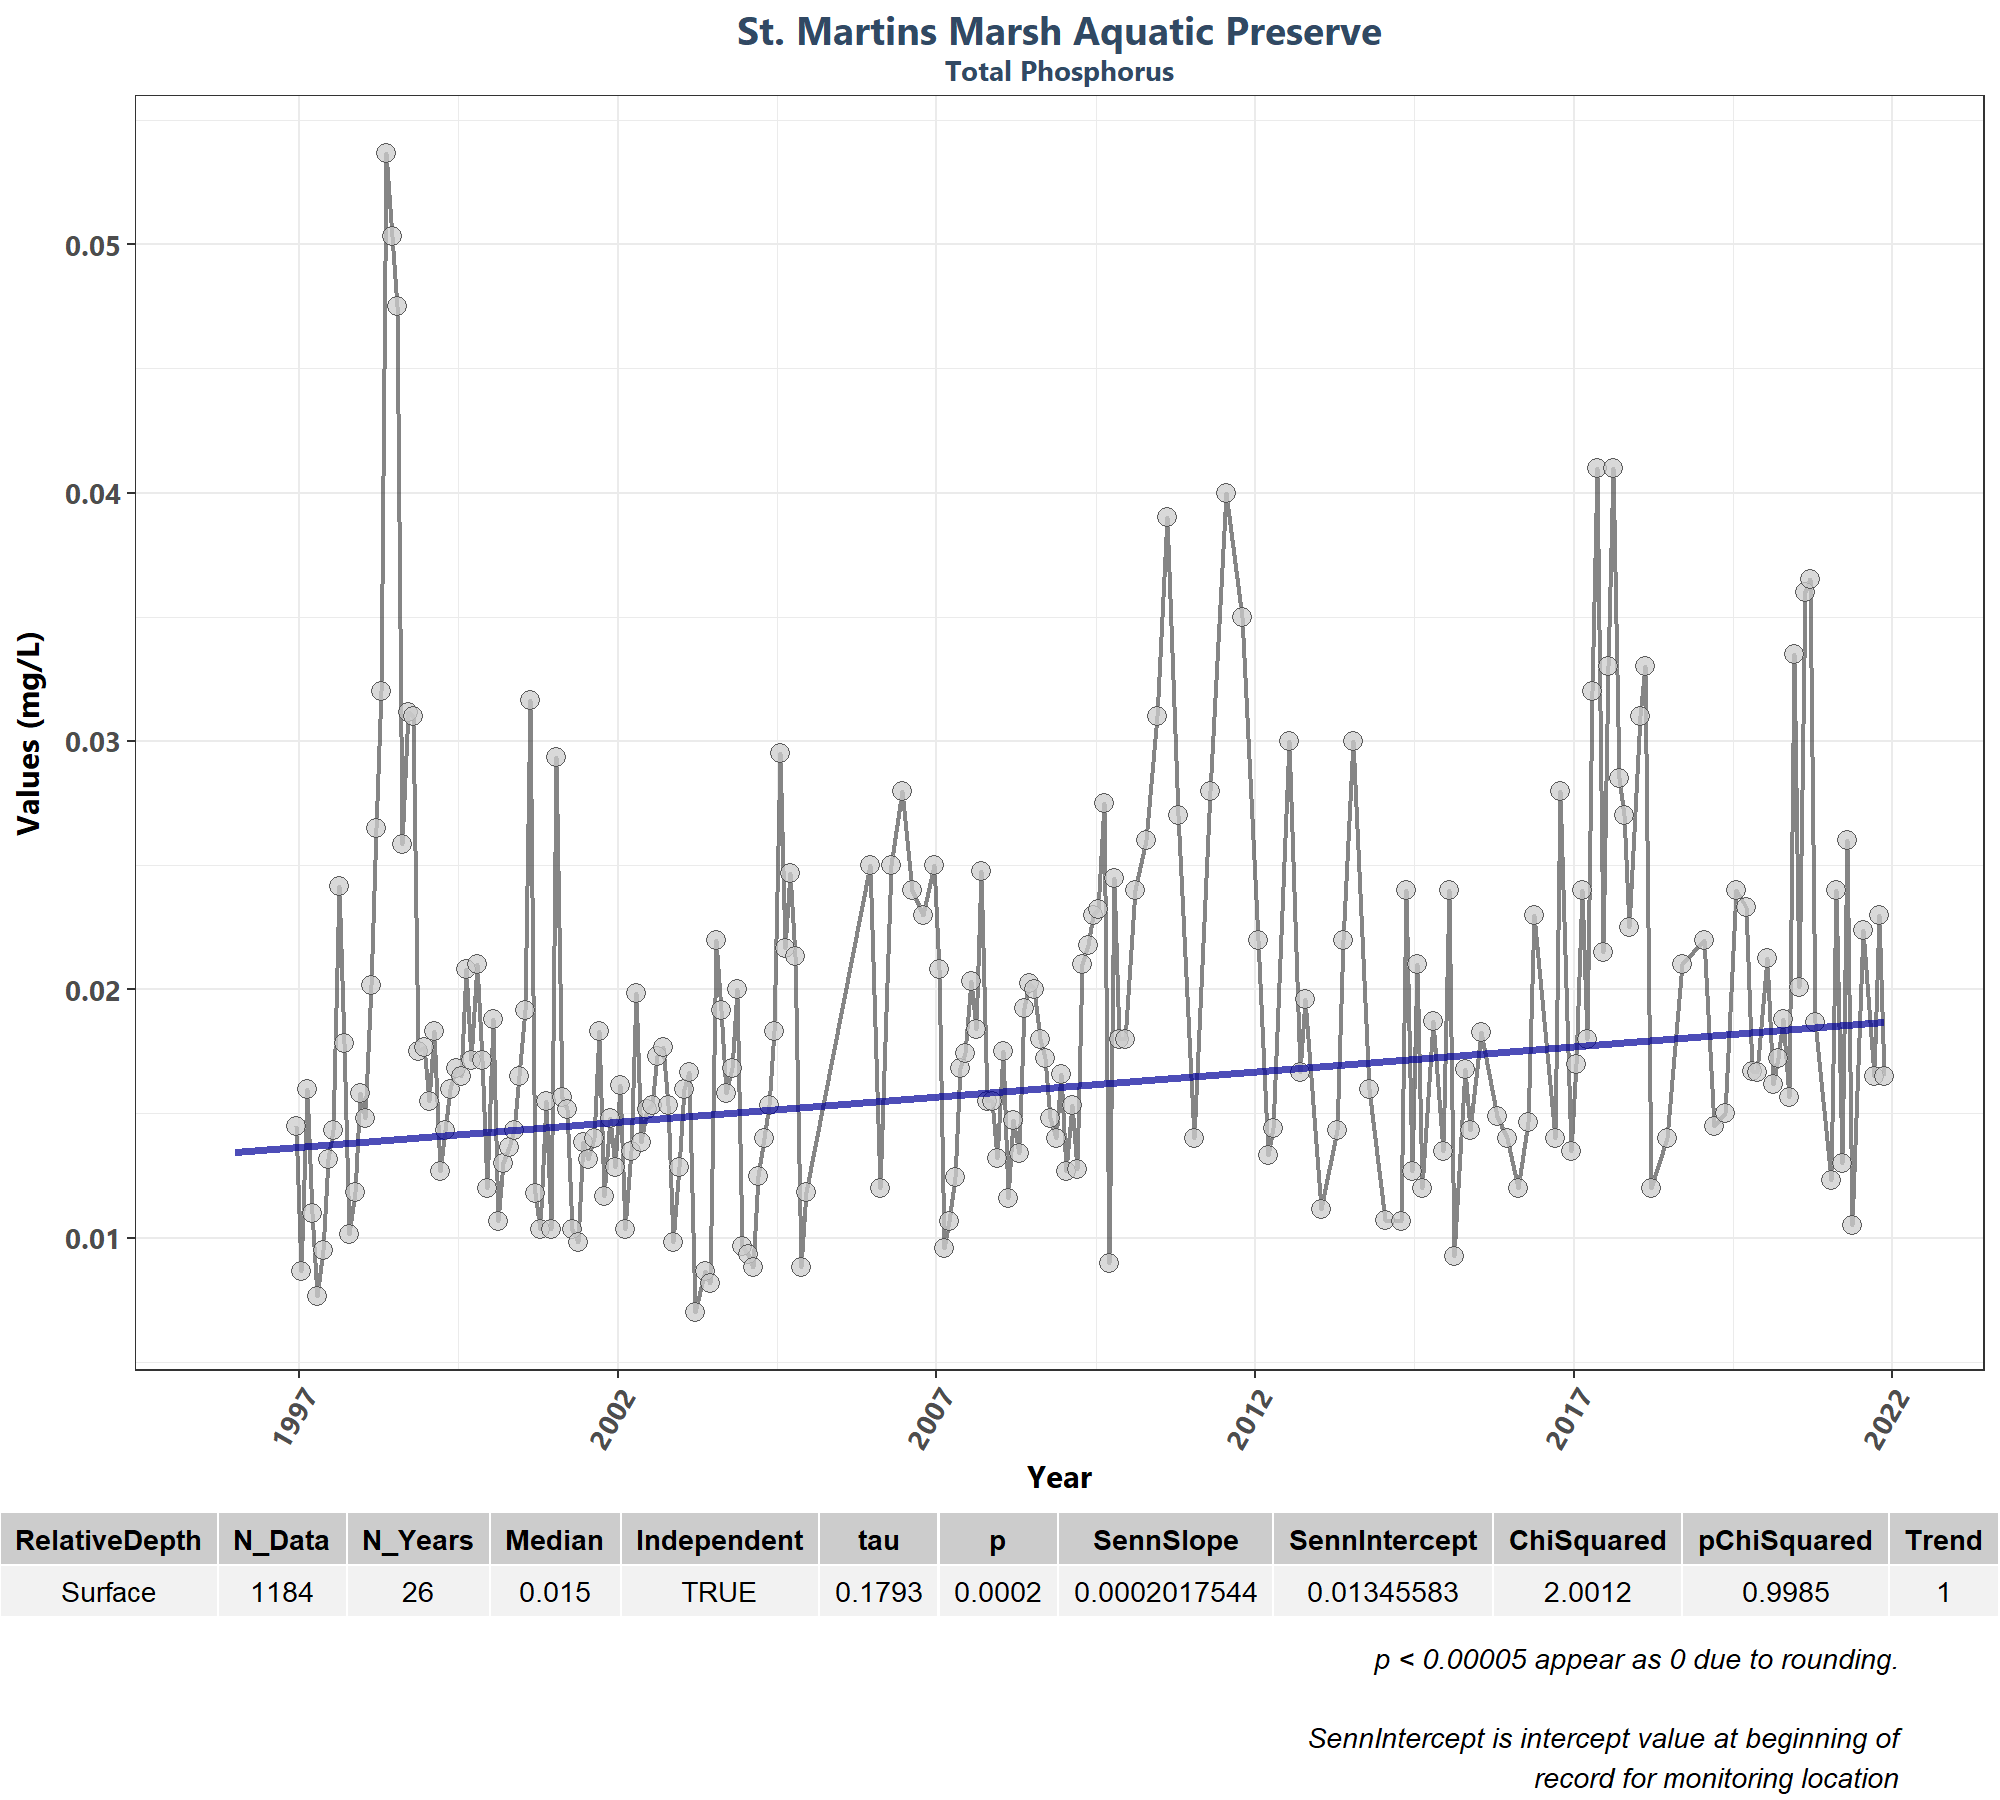 St. Martins Marsh Aquatic Preserve
Total Phosphorus
Values (mg/L)
0.05
0.04
0.03
0.02
0.01
1997 2002 2007 2012 2017 2022
Year
RelativeDepth N_Data N_Years Median Independent tau p SennSlope SennIntercept ChiSquared pChiSquared Trend
Surface 1184 26 0.015 TRUE 0.1793 0.0002 0.0002017544 0.01345583 2.0012 0.9985 1
p < 0.00005 appear as 0 due to rounding.
SennIntercept is intercept value at beginning of
record for monitoring location